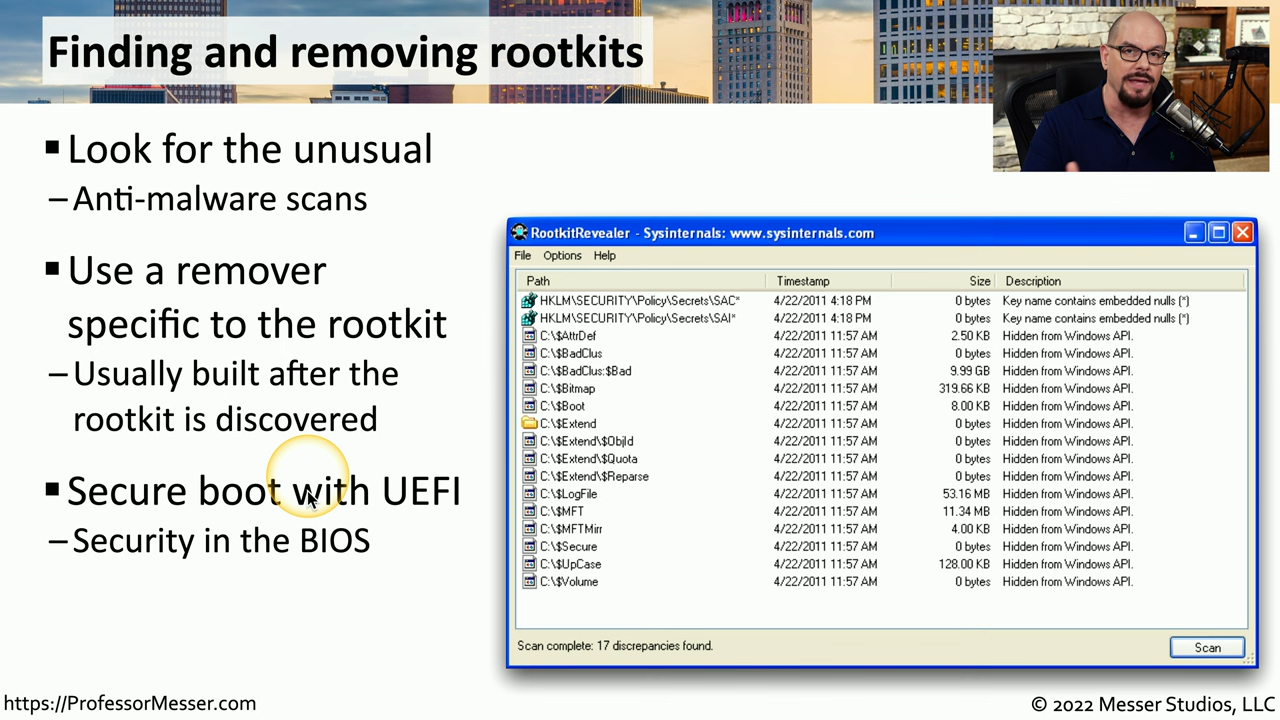 Finding and removing rootkits
▪ Look for the unusual
– Anti-malware scans
▪ Use a remover
specific to the rootkit
– Usually built after the
rootkit is discovered
▪ Secure boot with UEFI
– Security in the BIOS
RootkitRevealer - Sysinternals: www.sysinternals.com
File Options Help
Path Timestamp Size Description
HKLM\SECURITY\Policy\Secrets\SAC* 4/22/2011 4:18 PM 0 bytes Key name contains embedded nulls (*)
HKLM\SECURITY\Policy\Secrets\SAI* 4/22/2011 4:18 PM 0 bytes Key name contains embedded nulls (*)
C:\$AttrDef 4/22/2011 11:57 AM 2.50 KB Hidden from Windows API.
C:\$BadClus 4/22/2011 11:57 AM 0 bytes Hidden from Windows API.
C:\$BadClus:$Bad 4/22/2011 11:57 AM 9.99 GB Hidden from Windows API.
C:\$Bitmap 4/22/2011 11:57 AM 319.66 KB Hidden from Windows API.
C:\$Boot 4/22/2011 11:57 AM 8.00 KB Hidden from Windows API.
C:\$Extend 4/22/2011 11:57 AM 0 bytes Hidden from Windows API.
C:\$Extend\$ObjId 4/22/2011 11:57 AM 0 bytes Hidden from Windows API.
C:\$Extend\$Quota 4/22/2011 11:57 AM 0 bytes Hidden from Windows API.
C:\$Extend\$Reparse 4/22/2011 11:57 AM 0 bytes Hidden from Windows API.
C:\$LogFile 4/22/2011 11:57 AM 53.16 MB Hidden from Windows API.
C:\$MFT 4/22/2011 11:57 AM 11.34 MB Hidden from Windows API.
C:\$MFTMirr 4/22/2011 11:57 AM 4.00 KB Hidden from Windows API.
C:\$Secure 4/22/2011 11:57 AM 0 bytes Hidden from Windows API.
C:\$UpCase 4/22/2011 11:57 AM 128.00 KB Hidden from Windows API.
C:\$Volume 4/22/2011 11:57 AM 0 bytes Hidden from Windows API.
Scan complete: 17 discrepancies found.
Scan
https://ProfessorMesser.com
© 2022 Messer Studios, LLC